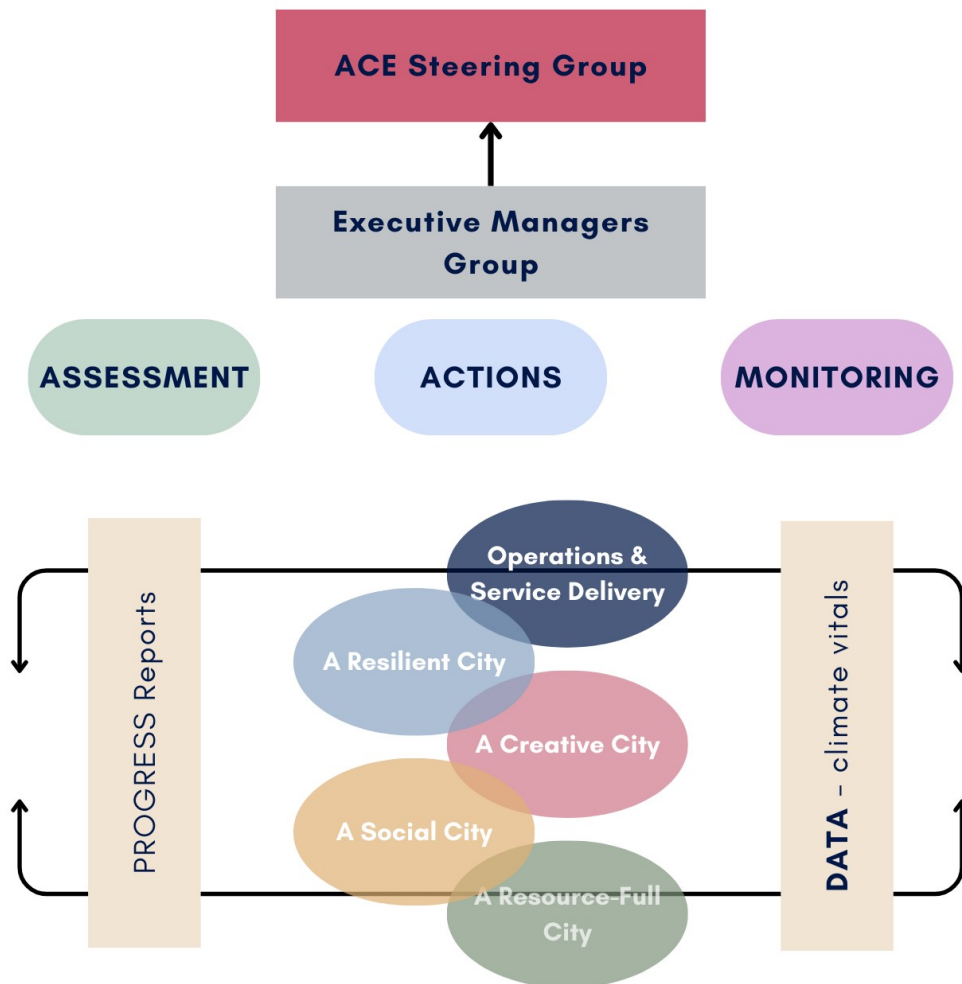 ACE Steering Group
Executive Managers
Group
ASSESSMENT
ACTIONS
MONITORING
PROGRESS Reports
Operations &
Service Delivery
A Resilient City
A Creative City
A Social City
A Resource-Full
City
DATA - climate vitals